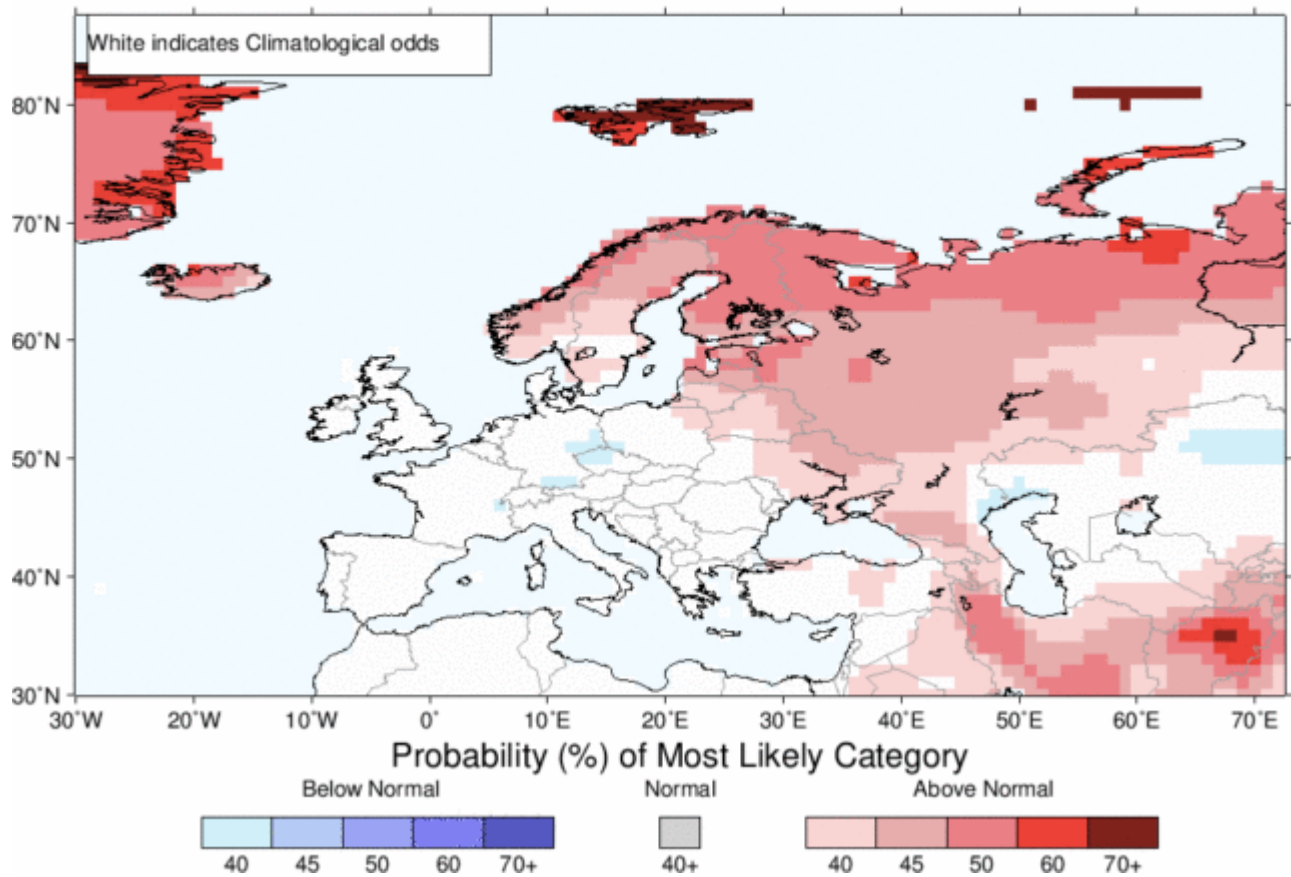 White indicates Climatological odds
80°N
70°N
60°N
50°N
40°N
30°N
30°W 20°W 10°W 0° 10°E 20°E 30°E 40°E 50°E 60°E 70°E
Probability (%) of Most Likely Category
Below Normal Normal Above Normal
40 45 50 60 70+ 40+ 40 45 50 60 70+